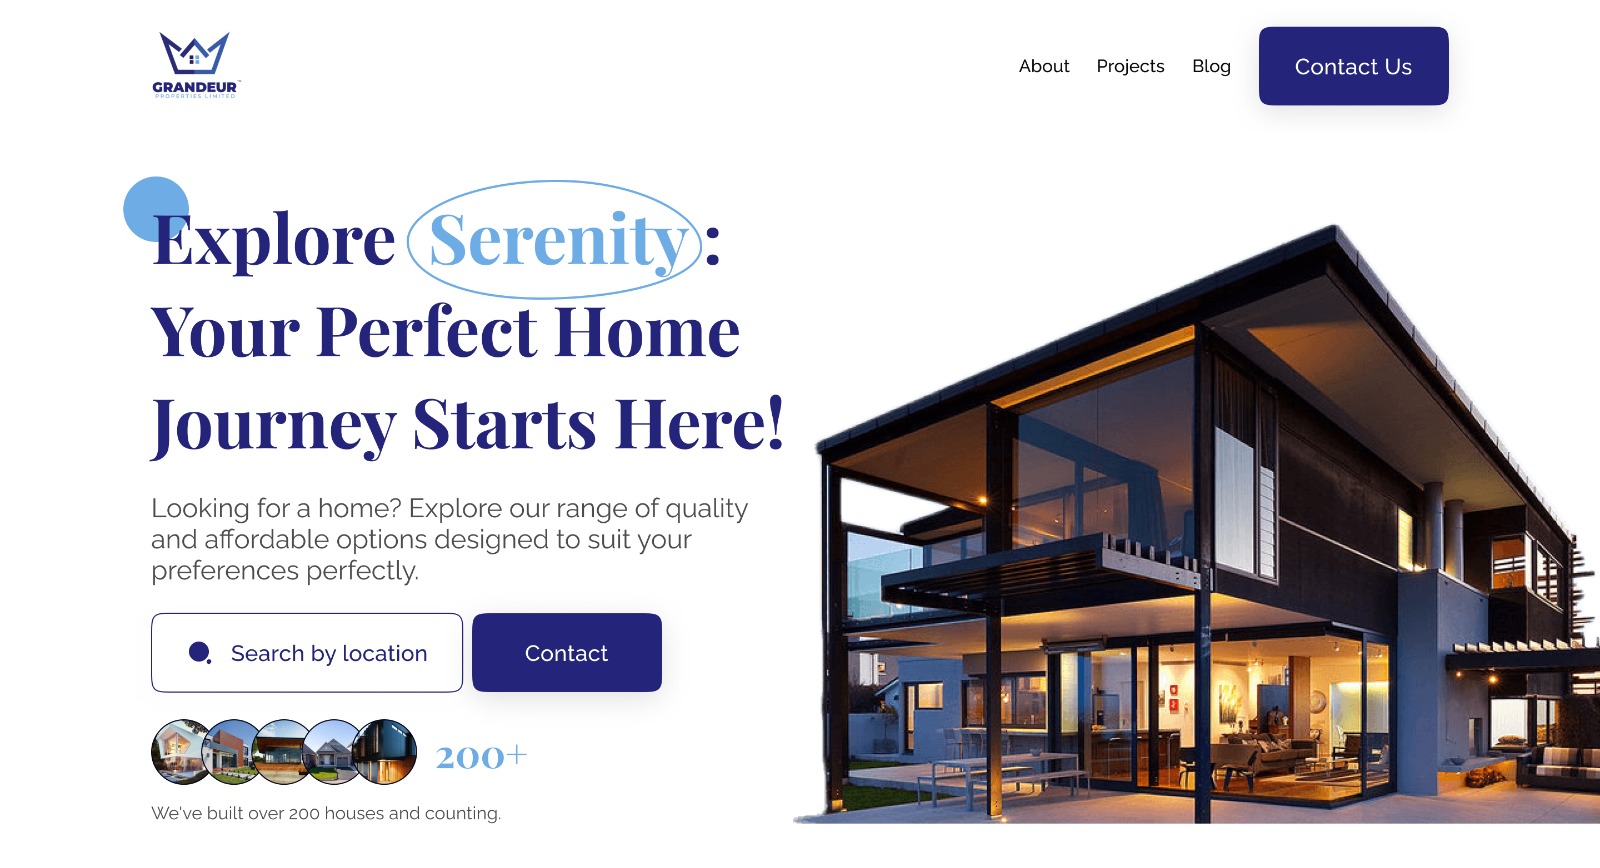 GRANDEUR™
PROPERTIES LIMITED
About Projects Blog Contact Us
Explore Serenity:
Your Perfect Home
Journey Starts Here!
Looking for a home? Explore our range of quality
and affordable options designed to suit your
preferences perfectly.
Search by location Contact
200+
We've built over 200 houses and counting.